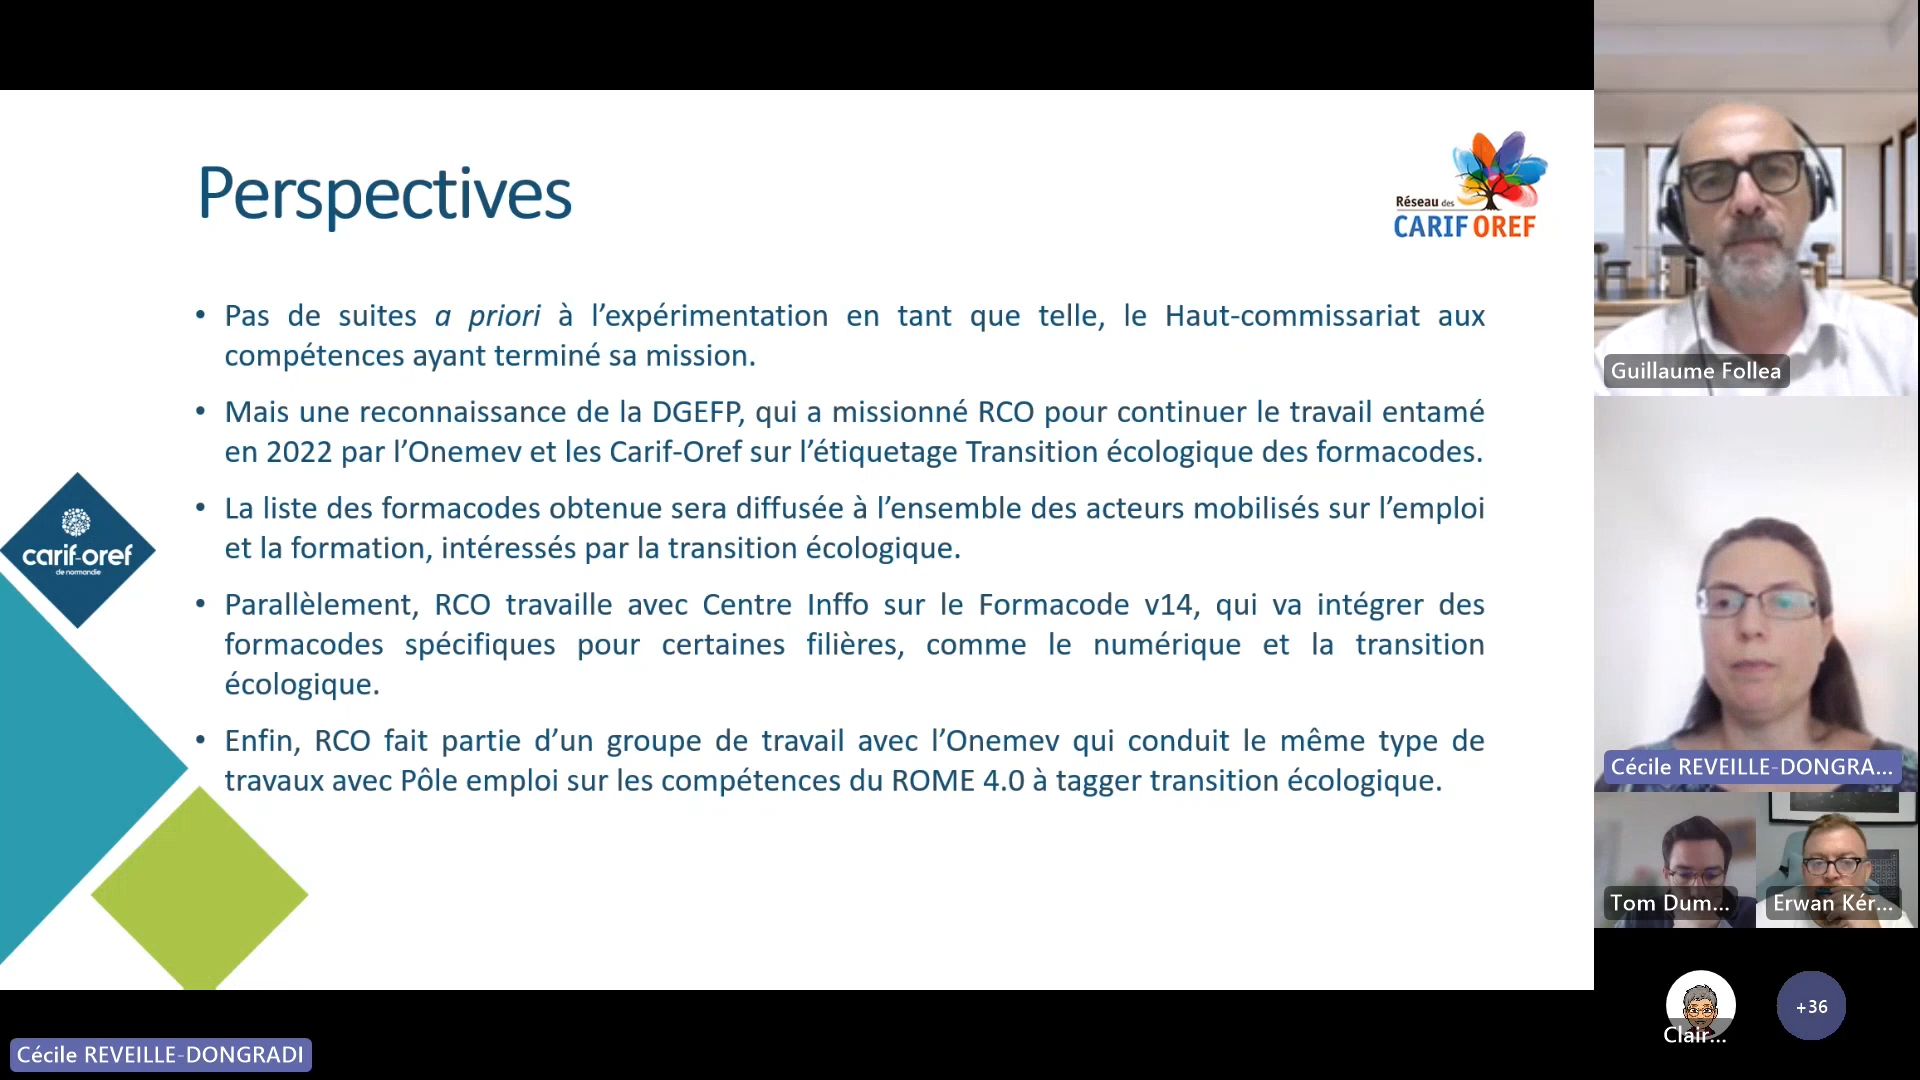 Perspectives
Réseau des
CARIF OREF
• Pas de suites a priori à l’expérimentation en tant que telle, le Haut-commissariat aux
compétences ayant terminé sa mission.
• Mais une reconnaissance de la DGEFP, qui a missionné RCO pour continuer le travail entamé
en 2022 par l’Onemev et les Carif-Oref sur l’étiquetage Transition écologique des formacodes.
• La liste des formacodes obtenue sera diffusée à l’ensemble des acteurs mobilisés sur l’emploi
et la formation, intéressés par la transition écologique.
• Parallèlement, RCO travaille avec Centre Inffo sur le Formacode v14, qui va intégrer des
formacodes spécifiques pour certaines filières, comme le numérique et la transition
écologique.
• Enfin, RCO fait partie d’un groupe de travail avec l’Onemev qui conduit le même type de
travaux avec Pôle emploi sur les compétences du ROME 4.0 à tagger transition écologique.
carif-oref
de normandie
Guillaume Follea
Cécile REVEILLE-DONGRA...
Tom Dum...
Erwan Kér...
Clair...
+36
Cécile REVEILLE-DONGRADI